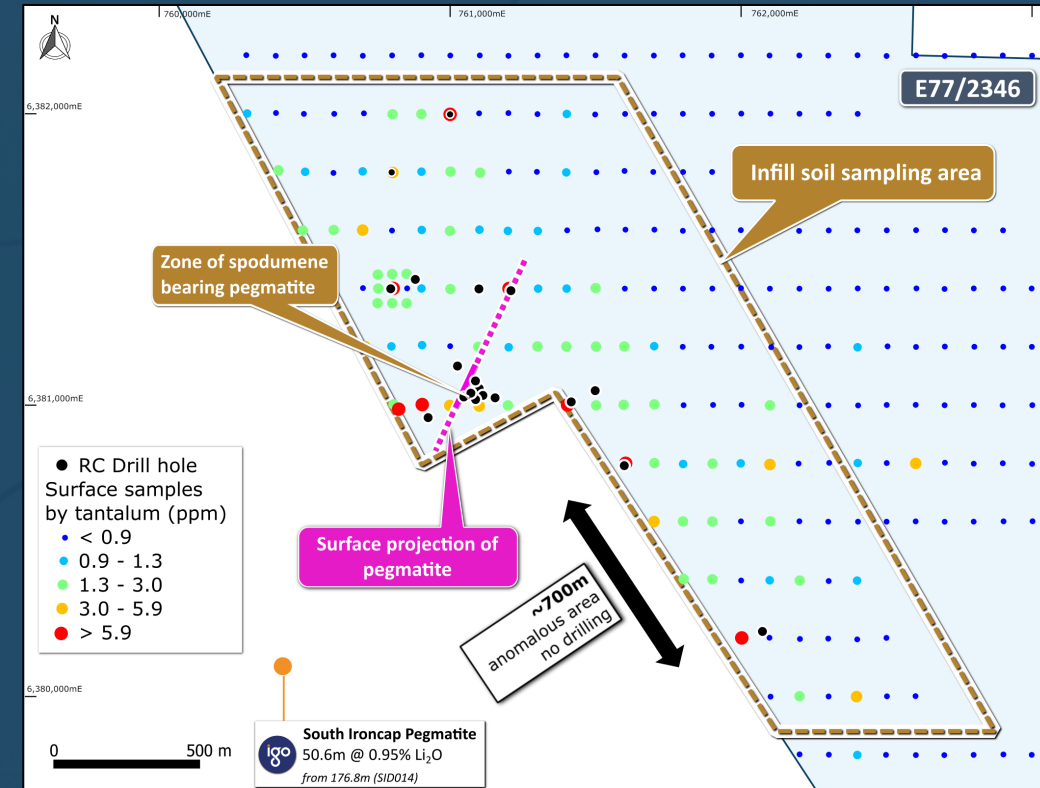 760,000mE
761,000mE
762,000mE
N
E77/2346
6,382,000mE
Infill soil sampling area
Zone of spodumene
bearing pegmatite
6,381,000mE
RC Drill hole
Surface samples
by tantalum (ppm)
< 0.9
0.9 - 1.3
1.3 - 3.0
3.0 - 5.9
> 5.9
Surface projection of
pegmatite
~700m
anomalous area
no drilling
6,380,000mE
South Ironcap Pegmatite
50.6m @ 0.95% Li₂O
from 176.8m (SID014)
igo
0 500 m